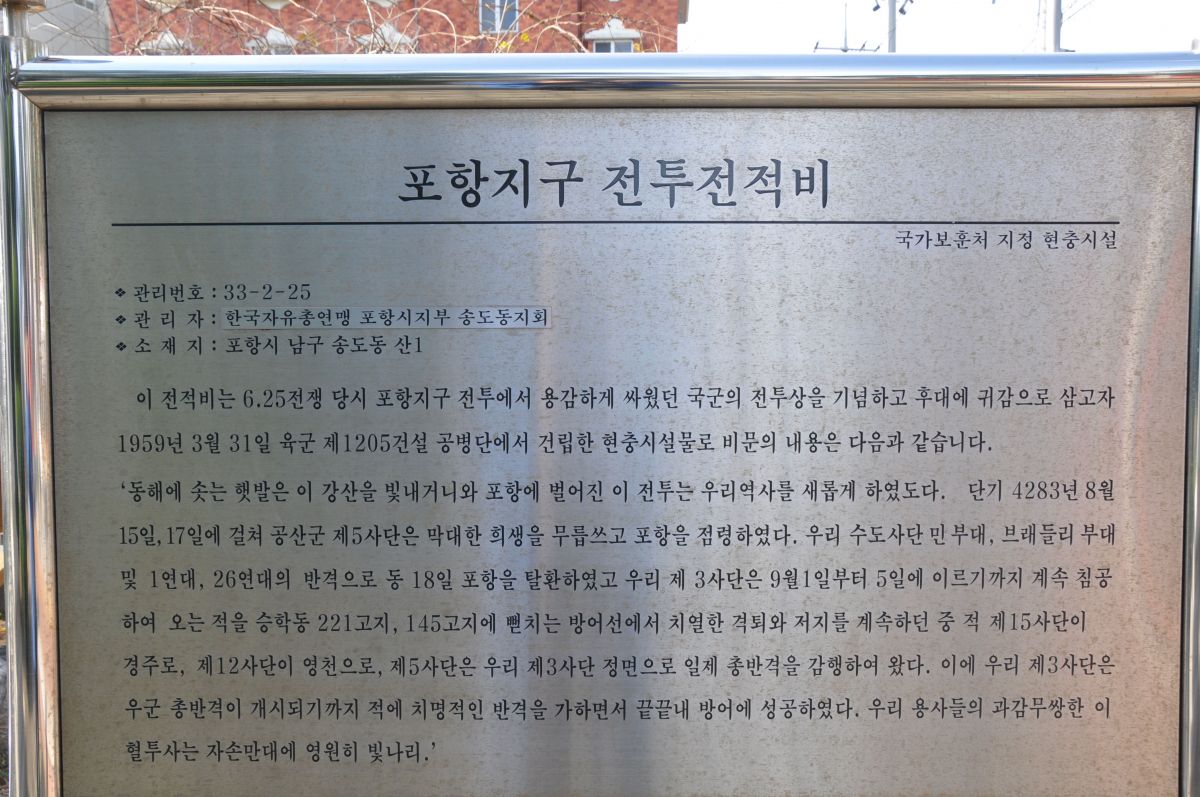 포항지구 전투전적비
국가보훈처 지정 현충시설
❖ 관리번호 : 33-2-25
❖ 관 리 자 : 한국자유총연맹 포항시지부 송도동지회
❖ 소 재 지 : 포항시 남구 송도동 산1
이 전적비는 6.25전쟁 당시 포항지구 전투에서 용감하게 싸웠던 국군의 전투상을 기념하고 후대에 귀감으로 삼고자
1959년 3월 31일 육군 제1205건설 공병단에서 건립한 현충시설물로 비문의 내용은 다음과 같습니다.
‘동해에 솟는 햇발은 이 강산을 빛내거니와 포항에 벌어진 이 전투는 우리역사를 새롭게 하였도다. 단기 4283년 8월
15일, 17일에 걸쳐 공산군 제5사단은 막대한 희생을 무릅쓰고 포항을 점령하였다. 우리 수도사단 민 부대, 브래들리 부대
및 1연대, 26연대의 반격으로 동 18일 포항을 탈환하였고 우리 제 3사단은 9월1일부터 5일에 이르기까지 계속 침공
하여 오는 적을 승학동 221고지, 145고지에 뻗치는 방어선에서 치열한 격퇴와 저지를 계속하던 중 적 제15사단이
경주로, 제12사단이 영천으로, 제5사단은 우리 제3사단 정면으로 일제 총반격을 감행하여 왔다. 이에 우리 제3사단은
우군 총반격이 개시되기까지 적에 치명적인 반격을 가하면서 끝끝내 방어에 성공하였다. 우리 용사들의 과감무쌍한 이
혈투사는 자손만대에 영원히 빛나리.’